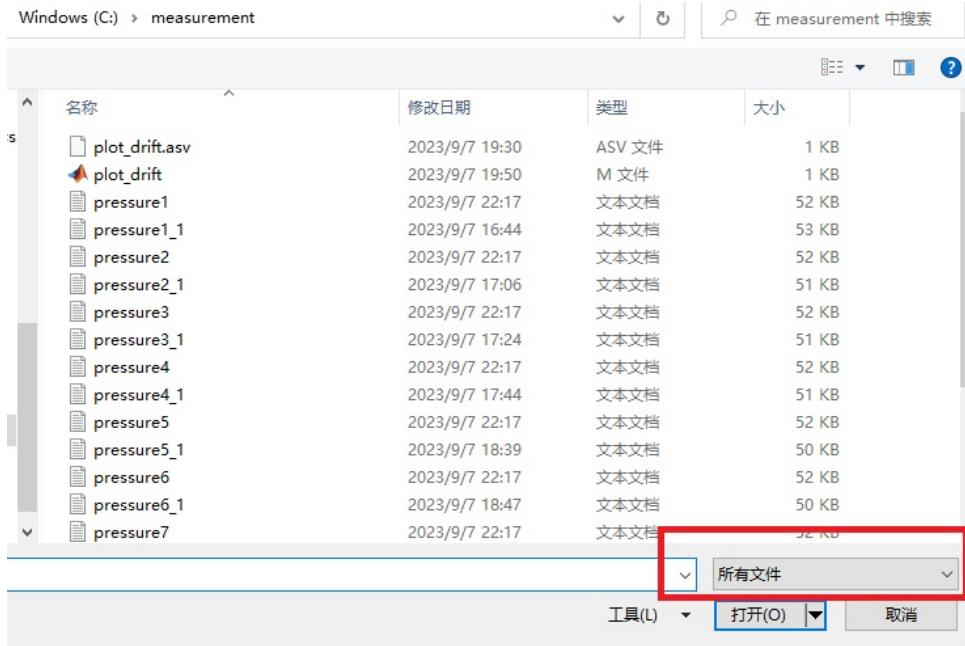 Windows (C:) › measurement 在 measurement 中搜索
名称 修改日期 类型 大小
plot_drift.asv 2023/9/7 19:30 ASV 文件 1 KB
plot_drift 2023/9/7 19:50 M 文件 1 KB
pressure1 2023/9/7 22:17 文本文档 52 KB
pressure1_1 2023/9/7 16:44 文本文档 53 KB
pressure2 2023/9/7 22:17 文本文档 52 KB
pressure2_1 2023/9/7 17:06 文本文档 51 KB
pressure3 2023/9/7 22:17 文本文档 52 KB
pressure3_1 2023/9/7 17:24 文本文档 51 KB
pressure4 2023/9/7 22:17 文本文档 52 KB
pressure4_1 2023/9/7 17:44 文本文档 51 KB
pressure5 2023/9/7 22:17 文本文档 52 KB
pressure5_1 2023/9/7 18:39 文本文档 50 KB
pressure6 2023/9/7 22:17 文本文档 52 KB
pressure6_1 2023/9/7 18:47 文本文档 50 KB
pressure7 2023/9/7 22:17 文本文档 52 KB
所有文件
工具(L) 打开(O) 取消